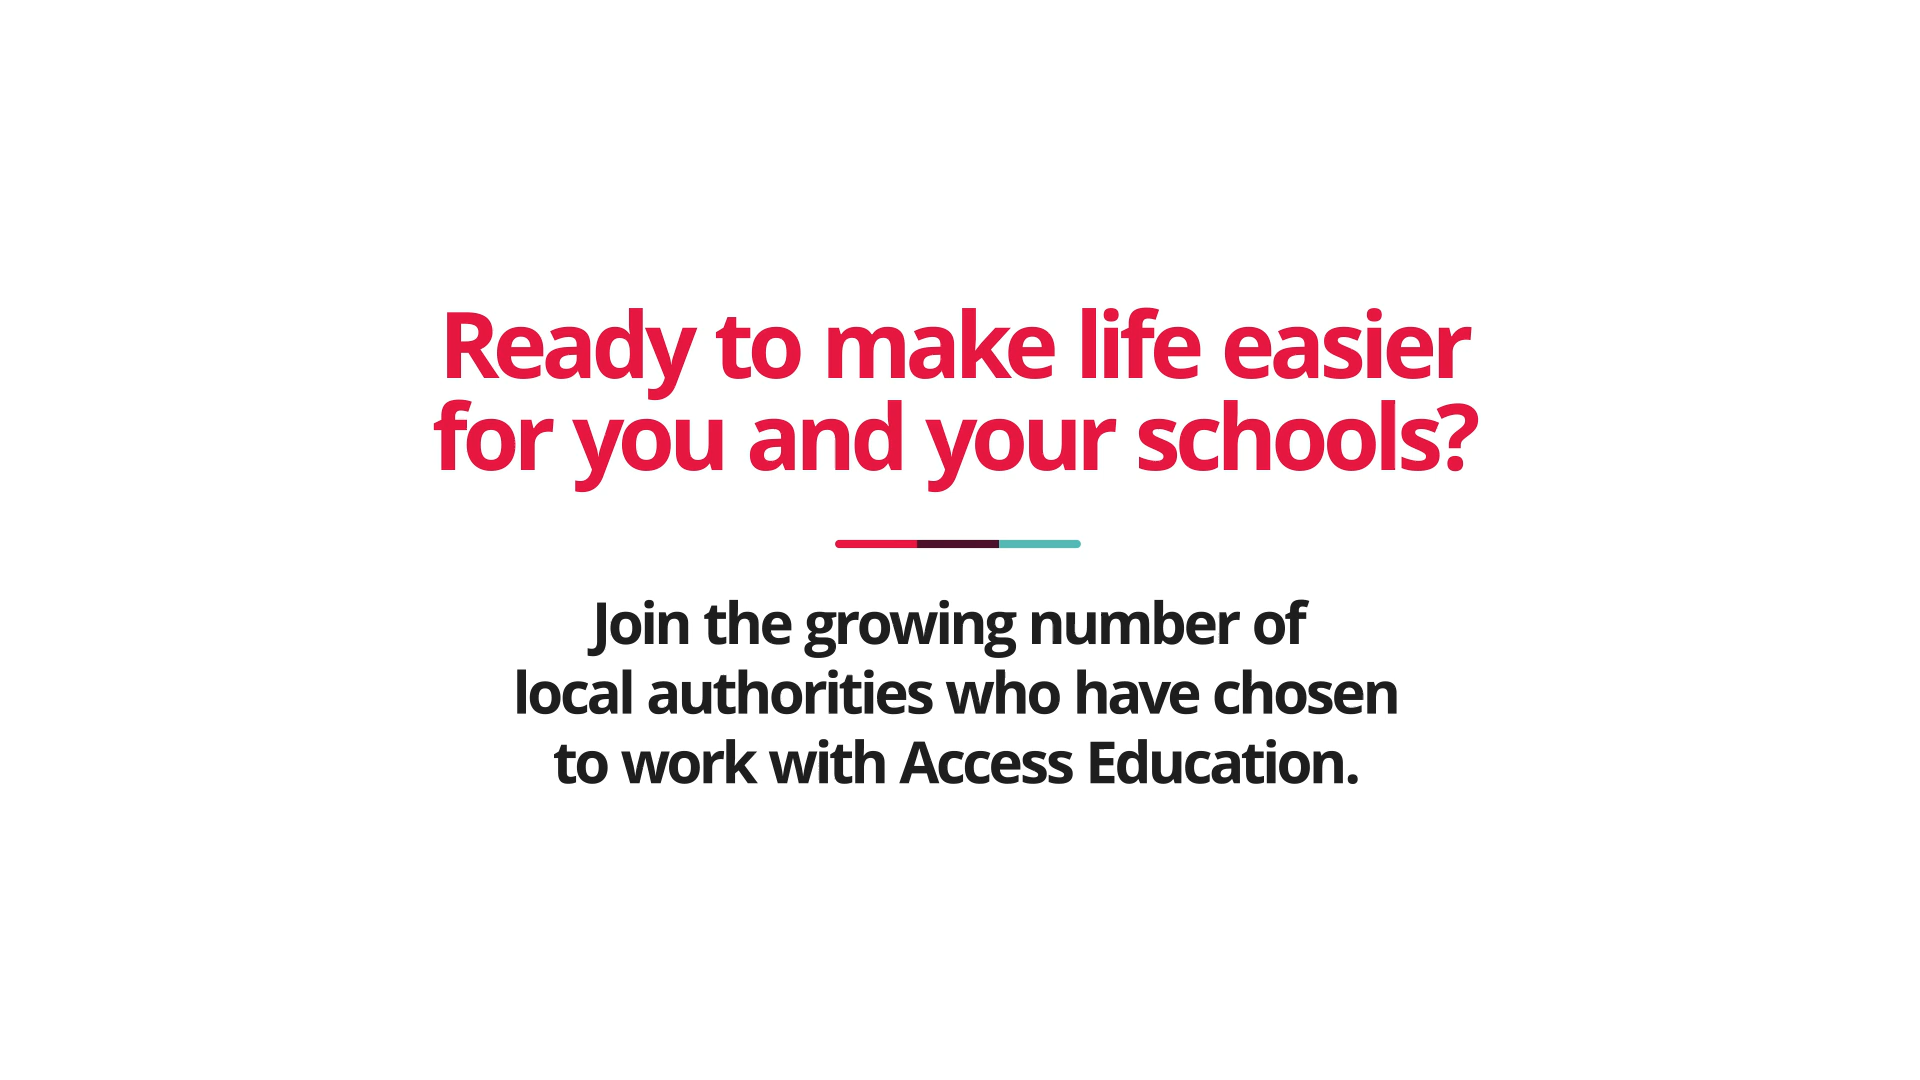 Ready to make life easier
for you and your schools?
Join the growing number of
local authorities who have chosen
to work with Access Education.